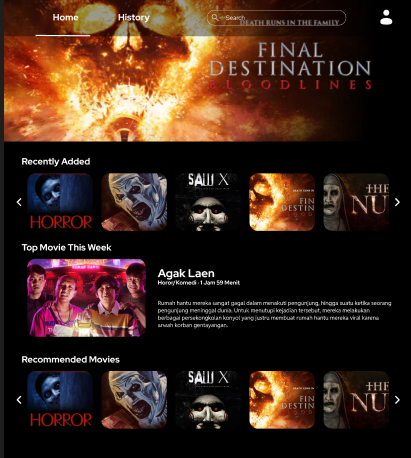 Home
History
Search
DEATH RUNS IN THE FAMILY
FINAL
DESTINATION
BLOODLINES
Recently Added
HORROR
SAW X
FINAL
DESTIN
THE
NU
Top Movie This Week
Agak Laen
Horor/Komedi · 1 Jam 59 Menit
Rumah hantu mereka sangat gagal dalam menakuti pengunjung, hingga suatu ketika seorang
pengunjung meninggal dunia. Untuk menutupi kejadian tersebut, mereka melakukan
berbagai persekongkolan konyol yang justru membuat rumah hantu mereka viral karena
arwah korban gentayangan.
Recommended Movies
HORROR
SAW X
FINAL
DESTIN
THE
NU